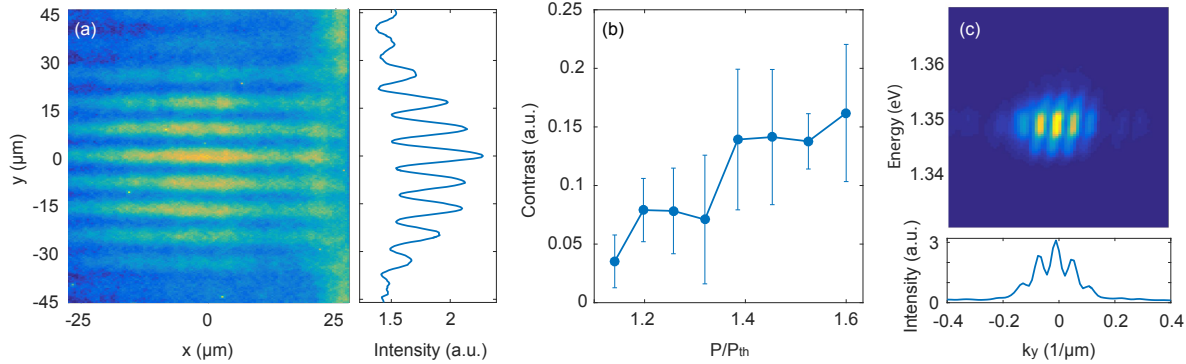 (a)
45
30
15
0
-15
-30
-45
y (μm)
-25
0
25
x (μm)
1.5
2
Intensity (a.u.)
(b)
0.25
0.2
0.15
0.1
0.05
0
Contrast (a.u.)
1.2
1.4
1.6
P/Pth
(c)
1.36
1.35
1.34
Energy (eV)
3
0
Intensity (a.u.)
-0.4
-0.2
0
0.2
0.4
ky (1/μm)